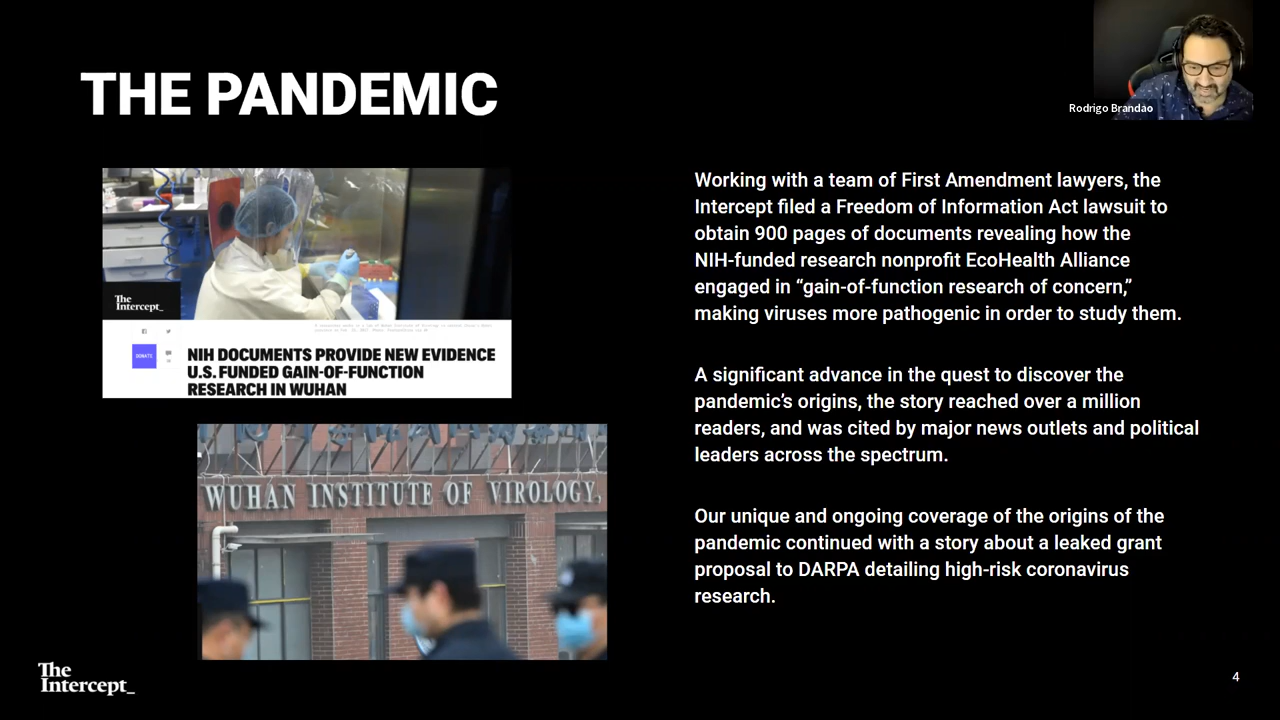 THE PANDEMIC
Rodrigo Brandao
The
Intercept_
DONATE
NIH DOCUMENTS PROVIDE NEW EVIDENCE
U.S. FUNDED GAIN-OF-FUNCTION
RESEARCH IN WUHAN
WUHAN INSTITUTE OF VIROLOGY,
Working with a team of First Amendment lawyers, the
Intercept filed a Freedom of Information Act lawsuit to
obtain 900 pages of documents revealing how the
NIH-funded research nonprofit EcoHealth Alliance
engaged in “gain-of-function research of concern,”
making viruses more pathogenic in order to study them.
A significant advance in the quest to discover the
pandemic’s origins, the story reached over a million
readers, and was cited by major news outlets and political
leaders across the spectrum.
Our unique and ongoing coverage of the origins of the
pandemic continued with a story about a leaked grant
proposal to DARPA detailing high-risk coronavirus
research.
The
Intercept_
4